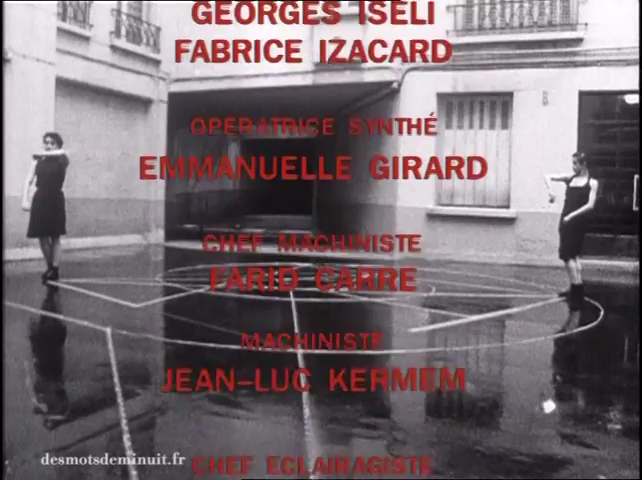 GEORGES ISELI
FABRICE IZACARD
OPERATRICE SYNTHÉ
EMMANUELLE GIRARD
CHEF MACHINISTE
FARID CARRE
MACHINISTE
JEAN-LUC KERMEM
CHEF ECLAIRAGISTE
desmotsdeminuit.fr